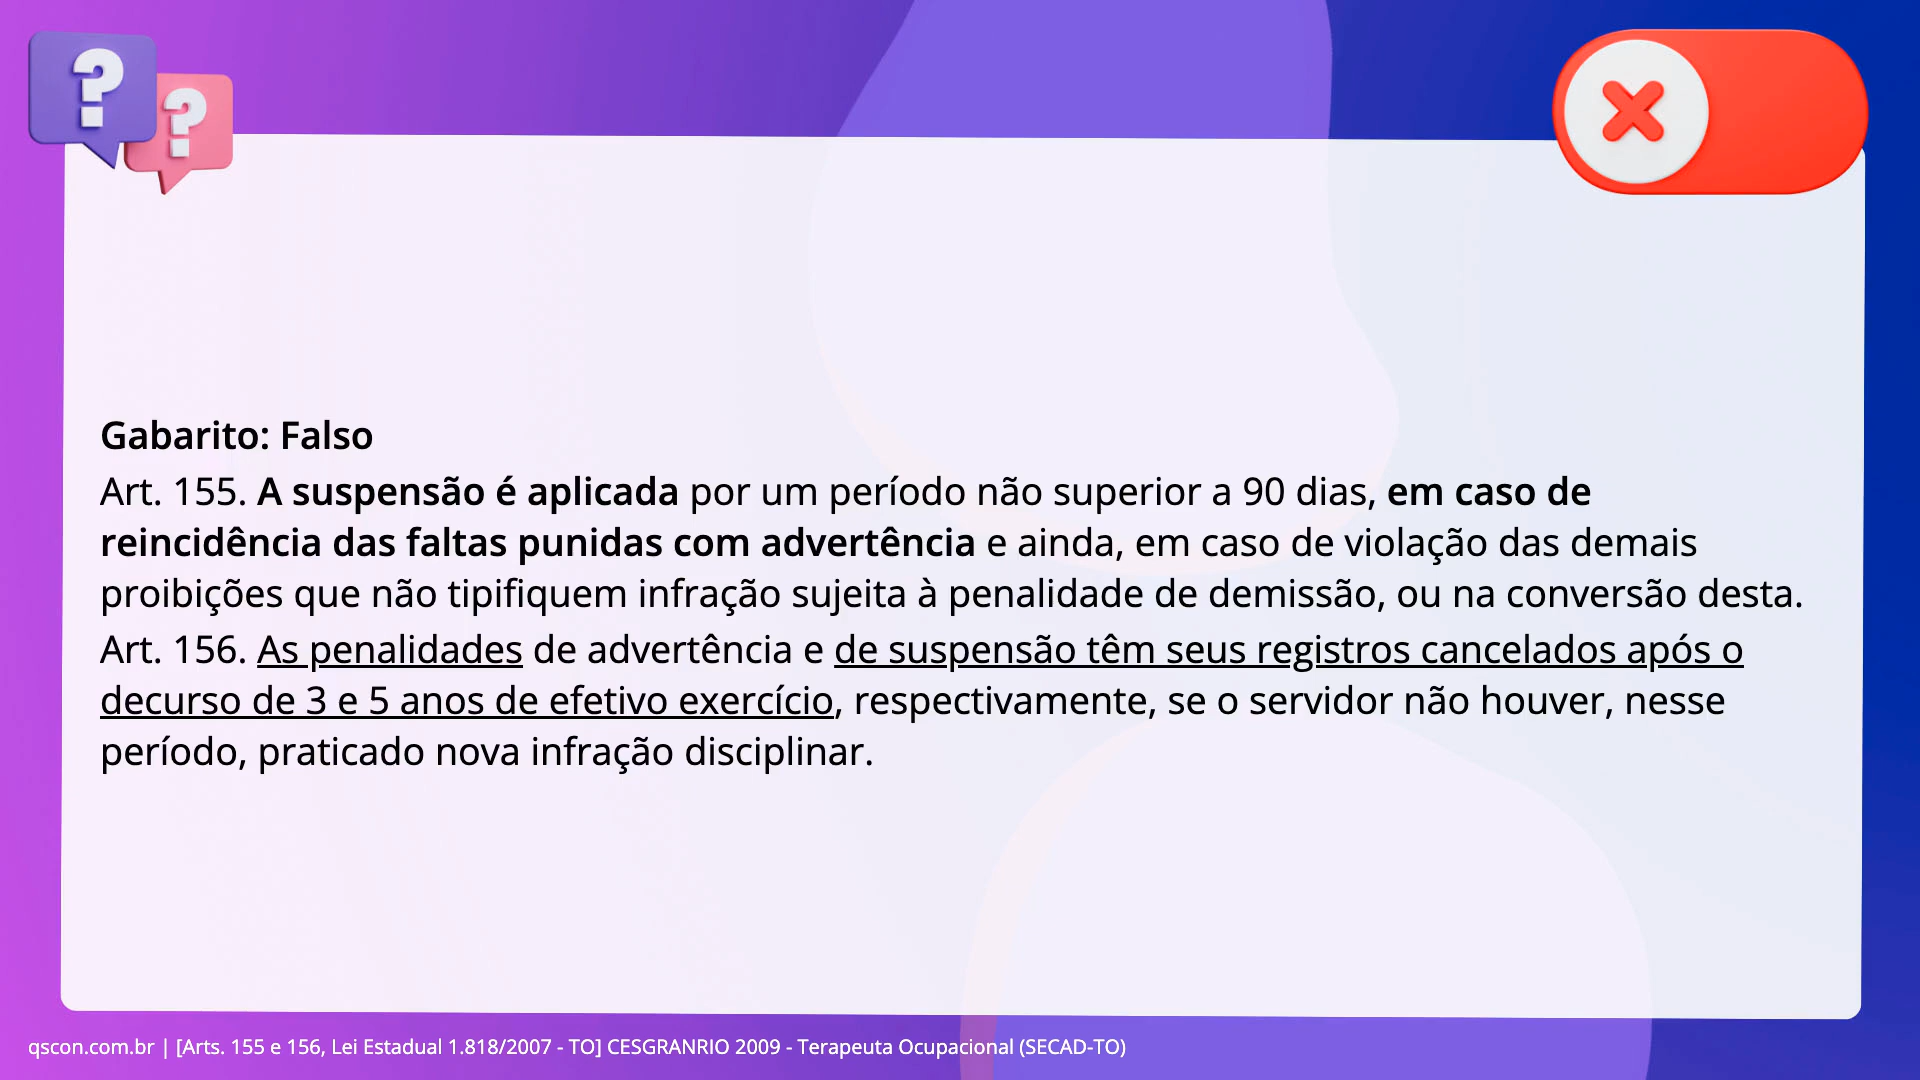 ? ?
Gabarito: Falso
Art. 155. A suspensão é aplicada por um período não superior a 90 dias, em caso de
reincidência das faltas punidas com advertência e ainda, em caso de violação das demais
proibições que não tipifiquem infração sujeita à penalidade de demissão, ou na conversão desta.
Art. 156. As penalidades de advertência e de suspensão têm seus registros cancelados após o
decurso de 3 e 5 anos de efetivo exercício, respectivamente, se o servidor não houver, nesse
período, praticado nova infração disciplinar.
qscon.com.br | [Arts. 155 e 156, Lei Estadual 1.818/2007 - TO] CESGRANRIO 2009 - Terapeuta Ocupacional (SECAD-TO)